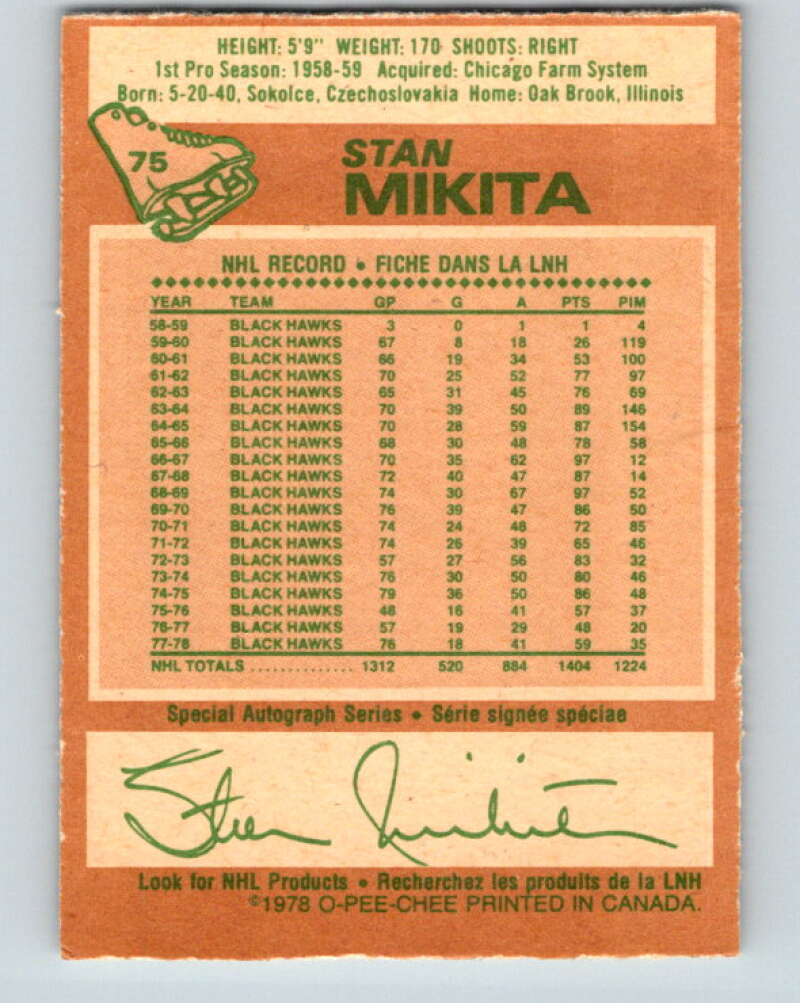 HEIGHT: 5'9" WEIGHT: 170 SHOOTS: RIGHT
1st Pro Season: 1958-59 Acquired: Chicago Farm System
Born: 5-20-40, Sokolce, Czechoslovakia Home: Oak Brook, Illinois
75
STAN
MIKITA
NHL RECORD • FICHE DANS LA LNH
YEAR TEAM GP G A PTS PIM
58-59 BLACK HAWKS 3 0 1 1 4
59-60 BLACK HAWKS 67 8 18 26 119
60-61 BLACK HAWKS 66 19 34 53 100
61-62 BLACK HAWKS 70 25 52 77 97
62-63 BLACK HAWKS 65 31 45 76 69
63-64 BLACK HAWKS 70 39 50 89 146
64-65 BLACK HAWKS 70 28 59 87 154
65-66 BLACK HAWKS 68 30 48 78 58
66-67 BLACK HAWKS 70 35 62 97 12
67-68 BLACK HAWKS 72 40 47 87 14
68-69 BLACK HAWKS 74 30 67 97 52
69-70 BLACK HAWKS 76 39 47 86 50
70-71 BLACK HAWKS 74 24 48 72 85
71-72 BLACK HAWKS 74 26 39 65 46
72-73 BLACK HAWKS 57 27 56 83 32
73-74 BLACK HAWKS 76 30 50 80 46
74-75 BLACK HAWKS 79 36 50 86 48
75-76 BLACK HAWKS 48 16 41 57 37
76-77 BLACK HAWKS 57 19 29 48 20
77-78 BLACK HAWKS 76 18 41 59 35
NHL TOTALS .............. 1312 520 884 1404 1224
Special Autograph Series • Série signée spéciae
Stan Mikita
Look for NHL Products • Recherchez les produits de la LNH
©1978 O-PEE-CHEE PRINTED IN CANADA.